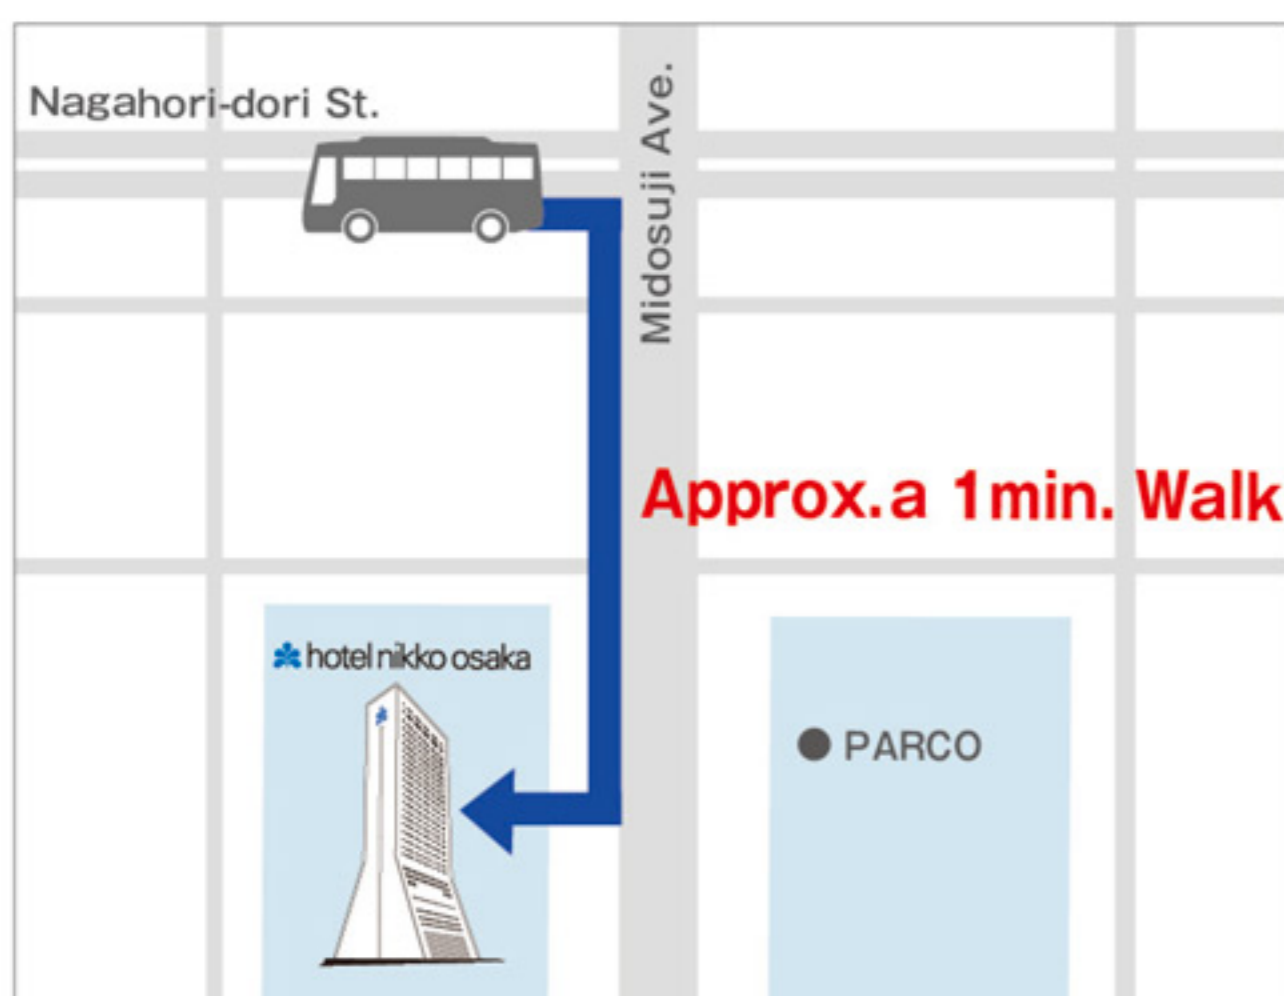 Nagahori-dori St.
Midosuji Ave.
Approx.a 1min. Walk
hotel nikko osaka
PARCO